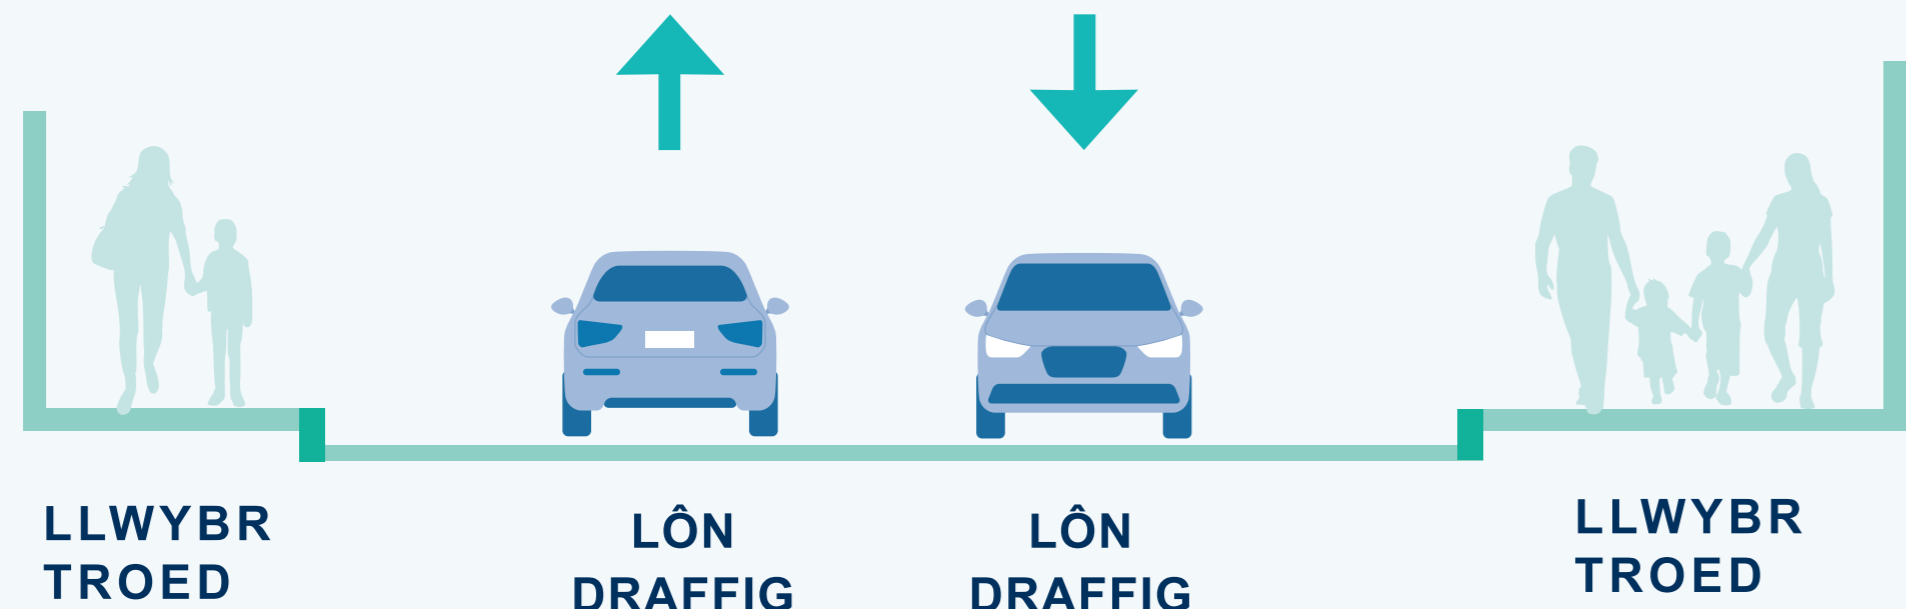 LLWYBR
TROED
LÔN
DRAFFIG
LÔN
DRAFFIG
LLWYBR
TROED